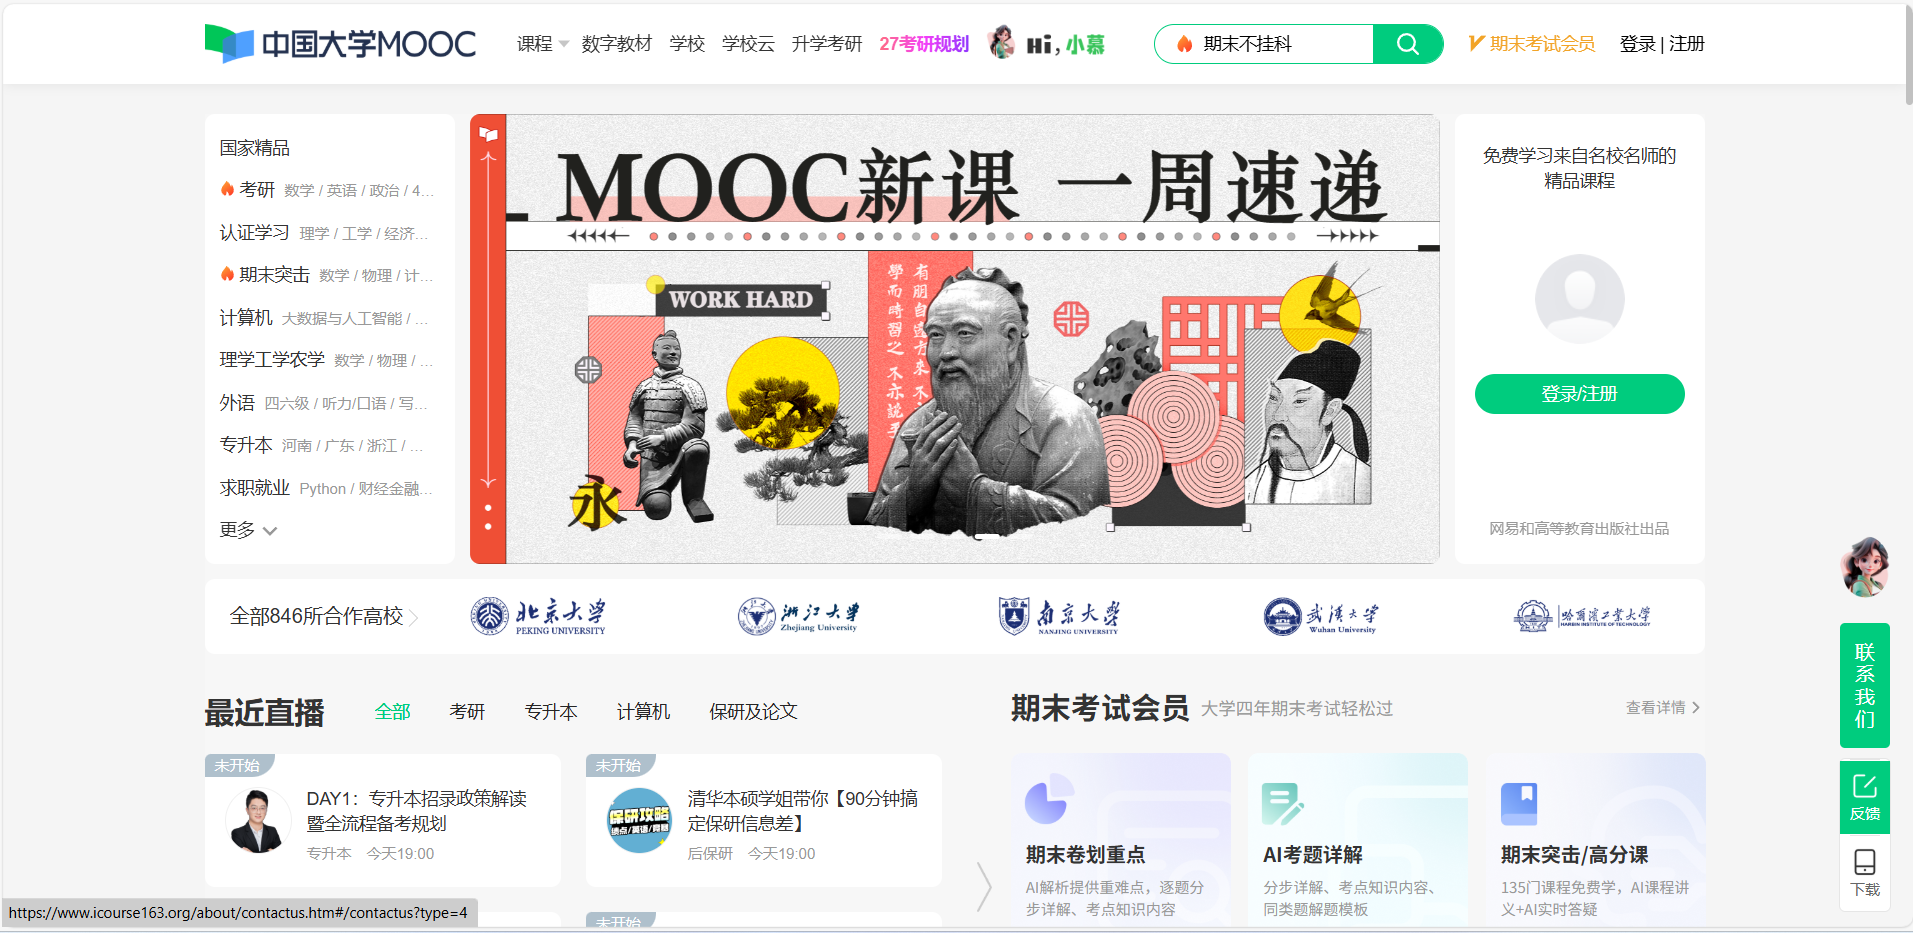 中国大学MOOC
课程 数字教材 学校 学校云 升学考研 27考研规划 Hi,小慕
期末不挂科
期末考试会员 登录 | 注册
国家精品
考研 数学 / 英语 / 政治 / 4...
认证学习 理学 / 工学 / 经济...
期末突击 数学 / 物理 / 计...
计算机 大数据与人工智能 / ...
理学工学农学 数学 / 物理 / ...
外语 四六级 / 听力/口语 / 写...
专升本 河南 / 广东 / 浙江 / ...
求职就业 Python / 财经金融...
更多
MOOC新课 一周速递
WORK HARD
有朋自远方来 不
學而時習之 不亦説乎
永
免费学习来自名校名师的
精品课程
登录/注册
网易和高等教育出版社出品
全部846所合作高校
北京大学
PEKING UNIVERSITY
浙江大学
Zhejiang University
南京大学
NANJING UNIVERSITY
武汉大学
Wuhan University
哈尔滨工业大学
HARBIN INSTITUTE OF TECHNOLOGY
最近直播 全部 考研 专升本 计算机 保研及论文
未开始
DAY1：专升本招录政策解读
暨全流程备考规划
专升本 今天19:00
未开始
保研攻略
清华本硕学姐带你【90分钟搞
定保研信息差】
后保研 今天19:00
未开始
期末考试会员 大学四年期末考试轻松过 查看详情
期末卷划重点
AI解析提供重难点，逐题分
步详解、考点知识内容
AI考题详解
分步详解、考点知识内容、
同类题解题模板
期末突击/高分课
135门课程免费学，AI课程讲
义+AI实时答疑
联系我们
反馈
下载
https://www.icourse163.org/about/contactus.htm#/contactus?type=4